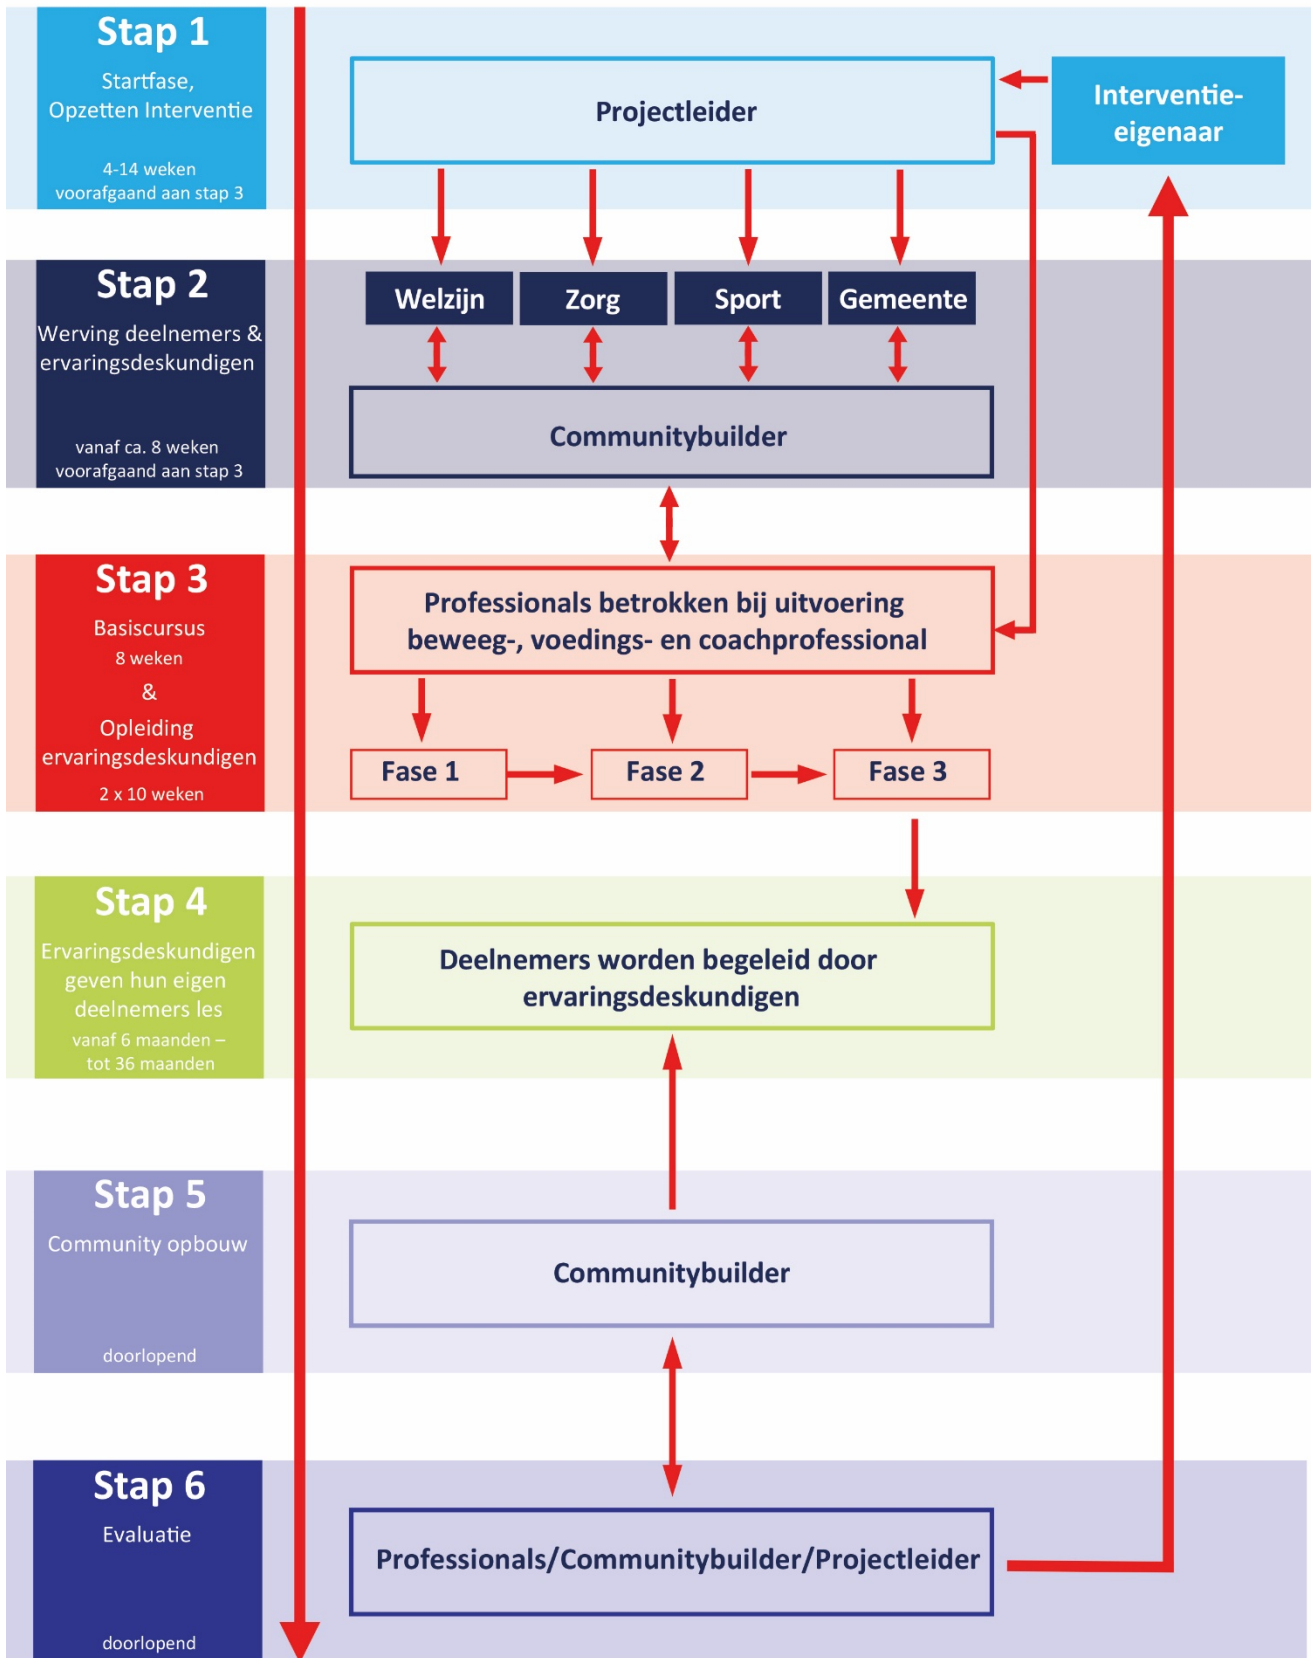 Stap 1
Startfase,
Opzetten Interventie
4-14 weken
voorafgaand aan stap 3
Projectleider
Interventie-
eigenaar
Stap 2
Werving deelnemers &
ervaringsdeskundigen
vanaf ca. 8 weken
voorafgaand aan stap 3
Welzijn
Zorg
Sport
Gemeente
Communitybuilder
Stap 3
Basiscursus
8 weken
&
Opleiding
ervaringsdeskundigen
2 x 10 weken
Professionals betrokken bij uitvoering
beweeg-, voedings- en coachprofessional
Fase 1
Fase 2
Fase 3
Stap 4
Ervaringsdeskundigen
geven hun eigen
deelnemers les
vanaf 6 maanden –
tot 36 maanden
Deelnemers worden begeleid door
ervaringsdeskundigen
Stap 5
Community opbouw
doorlopend
Communitybuilder
Stap 6
Evaluatie
doorlopend
Professionals/Communitybuilder/Projectleider